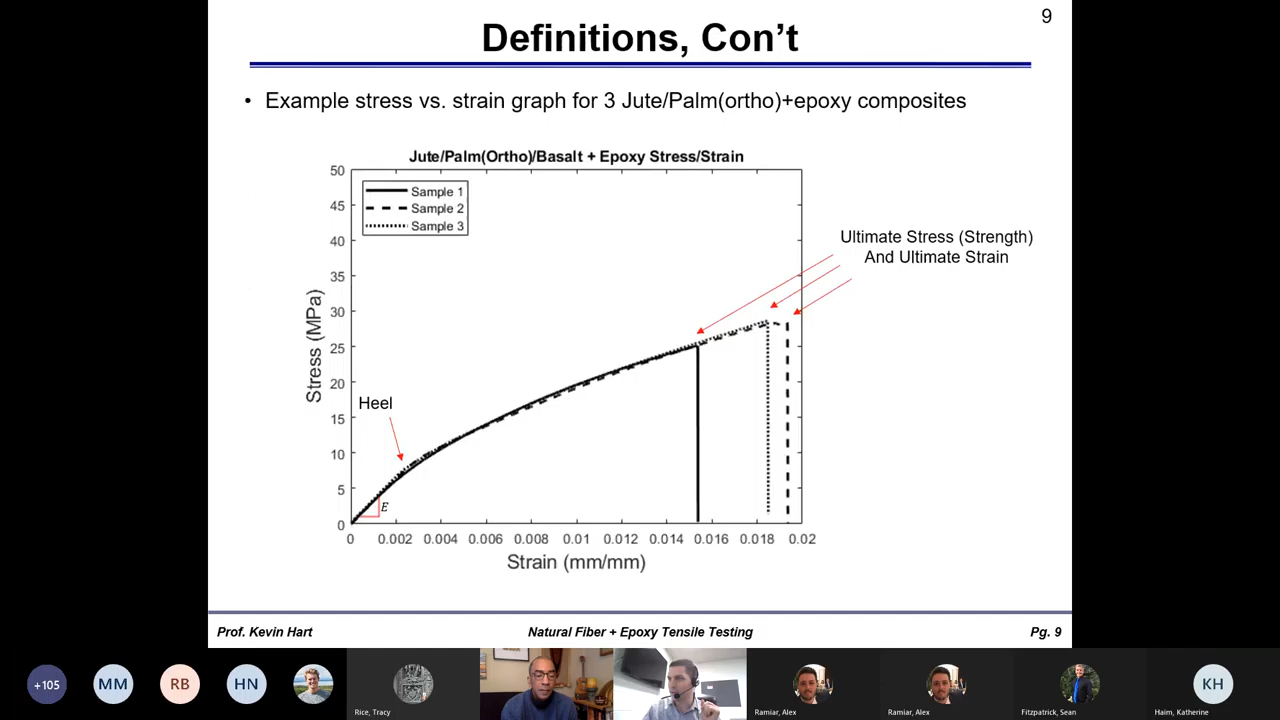 9
Definitions, Con’t
• Example stress vs. strain graph for 3 Jute/Palm(ortho)+epoxy composites
Jute/Palm(Ortho)/Basalt + Epoxy Stress/Strain
50
45
40
35
30
25
20
15
10
5
0
Stress (MPa)
Sample 1
Sample 2
Sample 3
Ultimate Stress (Strength)
And Ultimate Strain
Heel
E
0 0.002 0.004 0.006 0.008 0.01 0.012 0.014 0.016 0.018 0.02
Strain (mm/mm)
Prof. Kevin Hart Natural Fiber + Epoxy Tensile Testing Pg. 9
+105 MM RB HN KH
Rice, Tracy Ramiar, Alex Ramiar, Alex Fitzpatrick, Sean Haim, Katherine